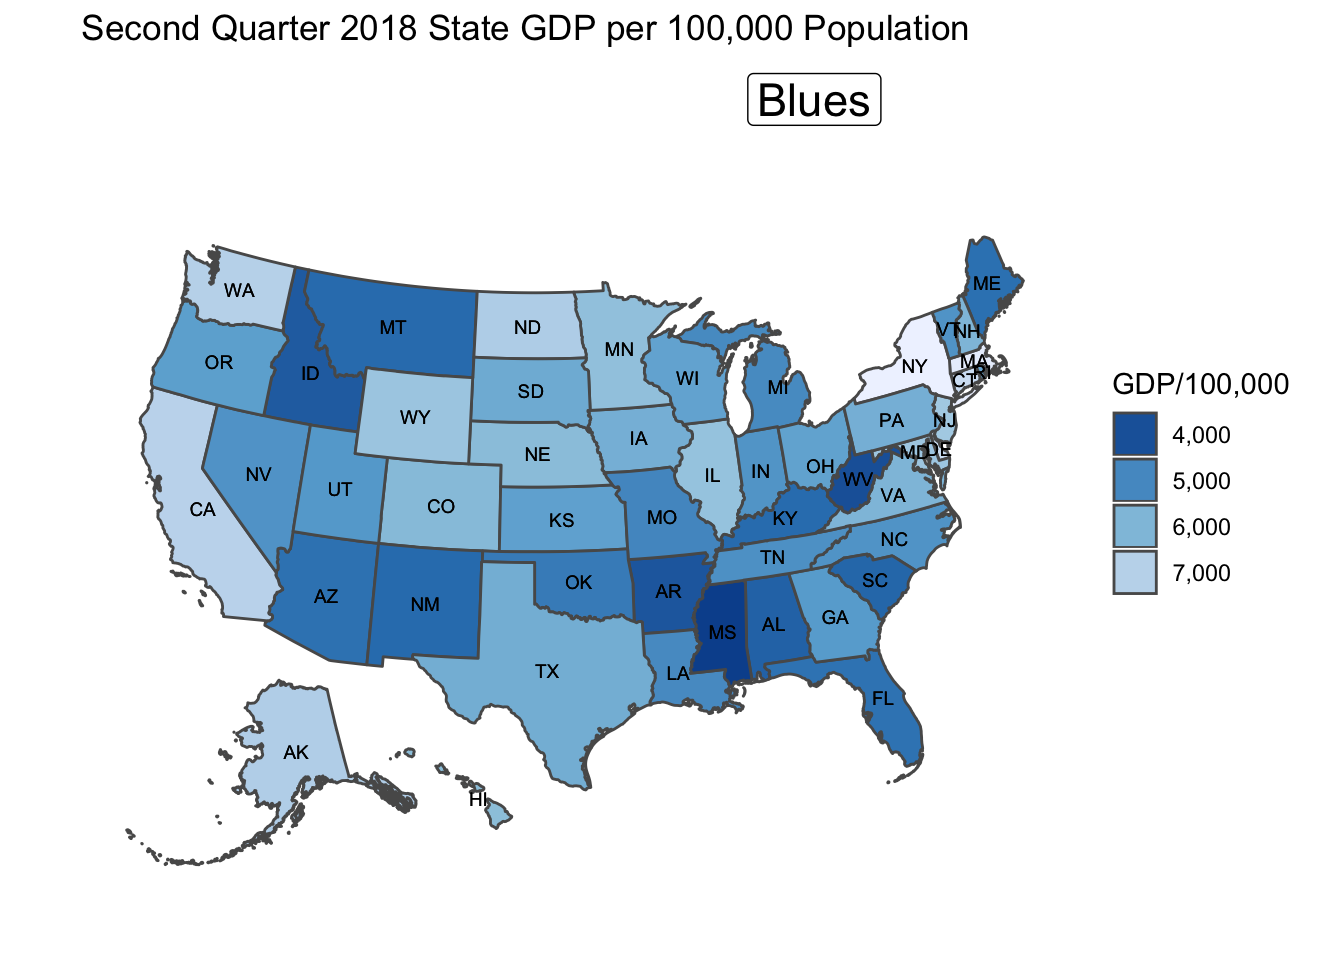 Second Quarter 2018 State GDP per 100,000 Population
Blues
WA
MT
ND
MN
ME
VT
NH
OR
ID
SD
WI
MI
NY
MA
RI
CT
WY
IA
PA
NJ
NE
IL
IN
OH
MD
DE
NV
UT
CO
KS
MO
WV
VA
KY
CA
NC
TN
AZ
NM
OK
AR
SC
MS
AL
GA
TX
LA
FL
AK
HI
GDP/100,000
4,000
5,000
6,000
7,000